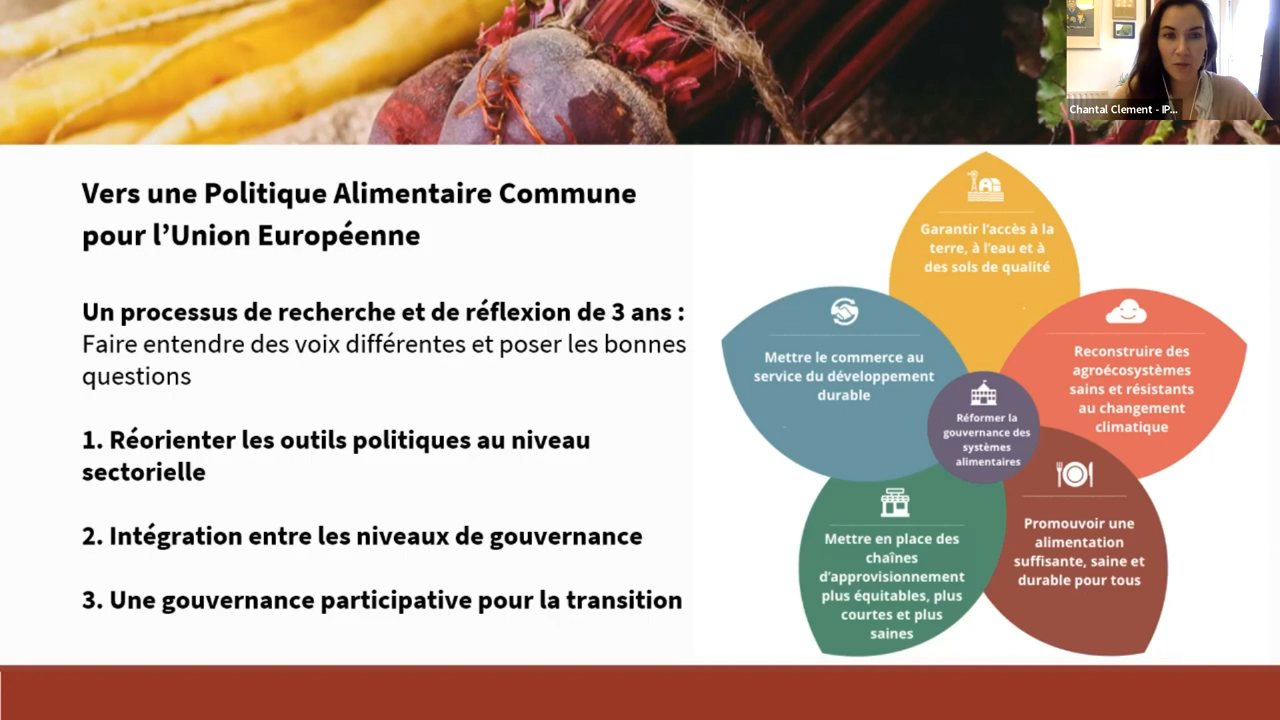 Chantal Clement - IP...
Vers une Politique Alimentaire Commune
pour l’Union Européenne
Un processus de recherche et de réflexion de 3 ans :
Faire entendre des voix différentes et poser les bonnes
questions
1. Réorienter les outils politiques au niveau
sectorielle
2. Intégration entre les niveaux de gouvernance
3. Une gouvernance participative pour la transition
Garantir l’accès à la
terre, à l’eau et à
des sols de qualité
Mettre le commerce au
service du développement
durable
Reconstruire des
agroécosystèmes
sains et résistants
au changement
climatique
Réformer la
gouvernance des
systèmes
alimentaires
Mettre en place des
chaînes
d’approvisionnement
plus équitables, plus
courtes et plus
saines
Promouvoir une
alimentation
suffisante, saine et
durable pour tous